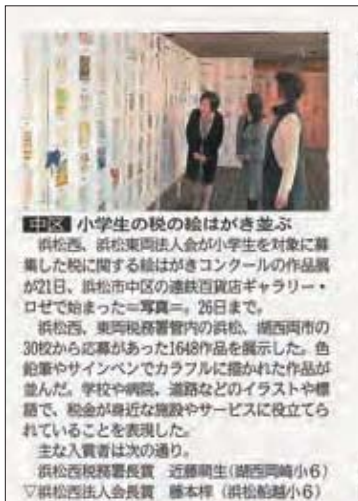 中区 小学生の税の絵はがき並ぶ
浜松西、浜松東両法人会が小学生を対象に募
集した税に関する絵はがきコンクールの作品展
が21日、浜松市中区の遠鉄百貨店ギャラリー・
ロゼで始まった＝写真＝。26日まで。
浜松西、東両税務署管内の浜松、湖西両市の
30校から応募があった1648作品を展示した。色
鉛筆やサインペンでカラフルに描かれた作品が
並んだ。学校や病院、道路などのイラストや標
語で、税金が身近な施設やサービスに役立てら
れていることを表現した。
主な入賞者は次の通り。
浜松西税務署長賞 近藤萌生（湖西岡崎小6）
▽浜松西法人会長賞 藤本（浜松船越小6）